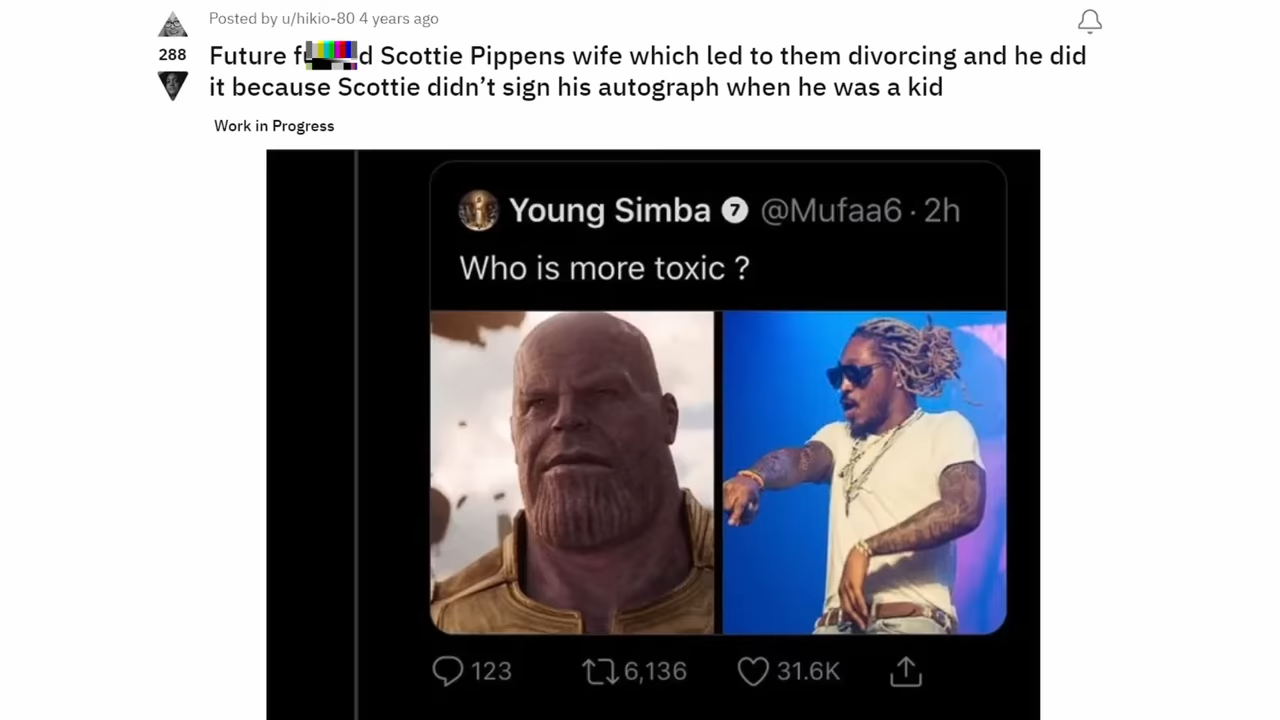 Posted by u/hikio-80 4 years ago
288
Future f d Scottie Pippens wife which led to them divorcing and he did
it because Scottie didn’t sign his autograph when he was a kid
Work in Progress
Young Simba 7 @Mufaa6 · 2h
Who is more toxic ?
123 6,136 31.6K